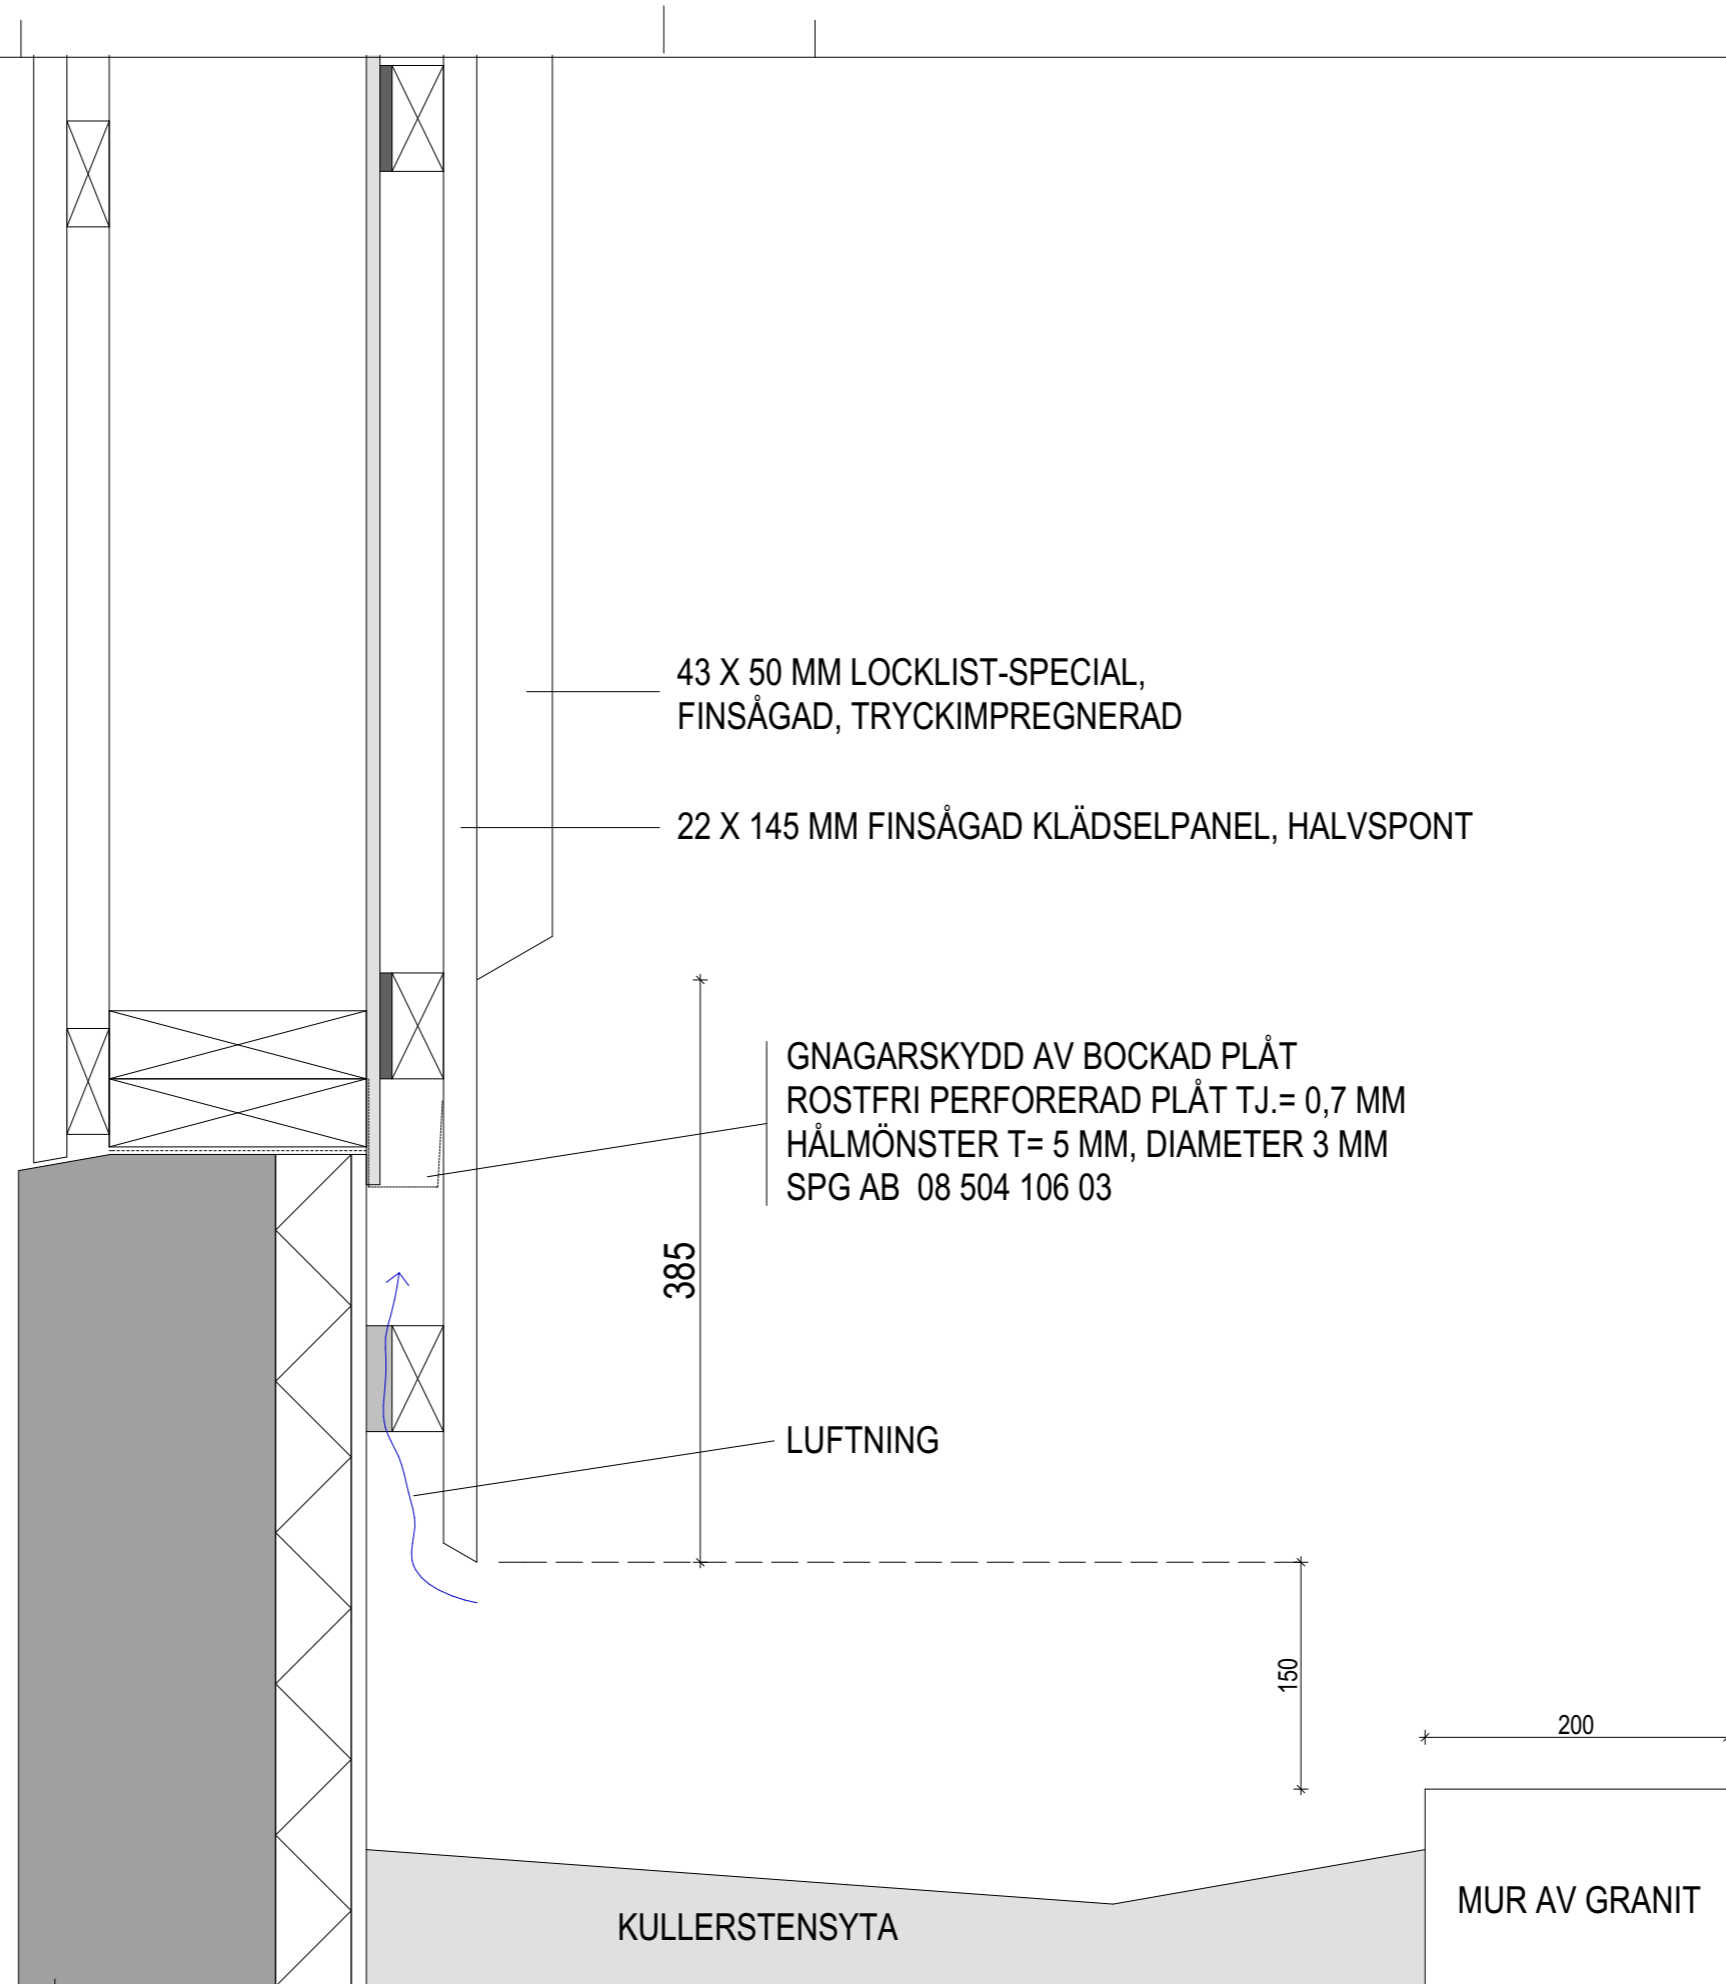 43 X 50 MM LOCKLIST-SPECIAL,
FINSÅGAD, TRYCKIMPREGNERAD
22 X 145 MM FINSÅGAD KLÄDSELPANEL, HALVSPONT
GNAGARSKYDD AV BOCKAD PLÅT
ROSTFRI PERFORERAD PLÅT TJ.= 0,7 MM
HÅLMÖNSTER T= 5 MM, DIAMETER 3 MM
SPG AB  08 504 106 03
385
LUFTNING
150
200
MUR AV GRANIT
KULLERSTENSYTA